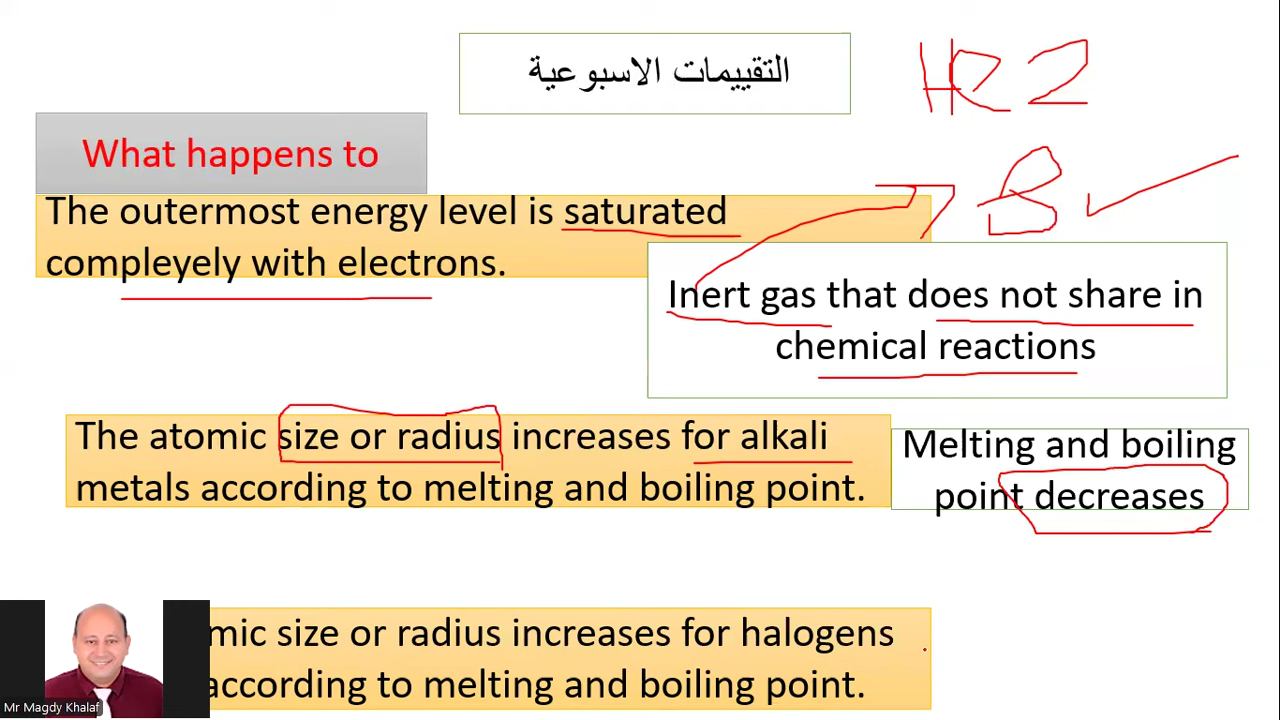 التقييمات الاسبوعية
What happens to
The outermost energy level is saturated
compleyely with electrons.
Inert gas that does not share in
chemical reactions
The atomic size or radius increases for alkali
metals according to melting and boiling point.
Melting and boiling
point decreases
mic size or radius increases for halogens
according to melting and boiling point.
Mr Magdy Khalaf